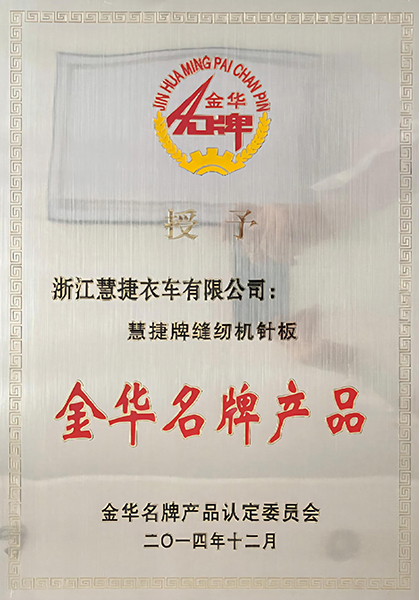 JIN HUA MING PAI CHAN PIN
金华
名牌
授予
浙江慧捷衣车有限公司：
慧捷牌缝纫机针板
金华名牌产品
金华名牌产品认定委员会
二〇一四年十二月